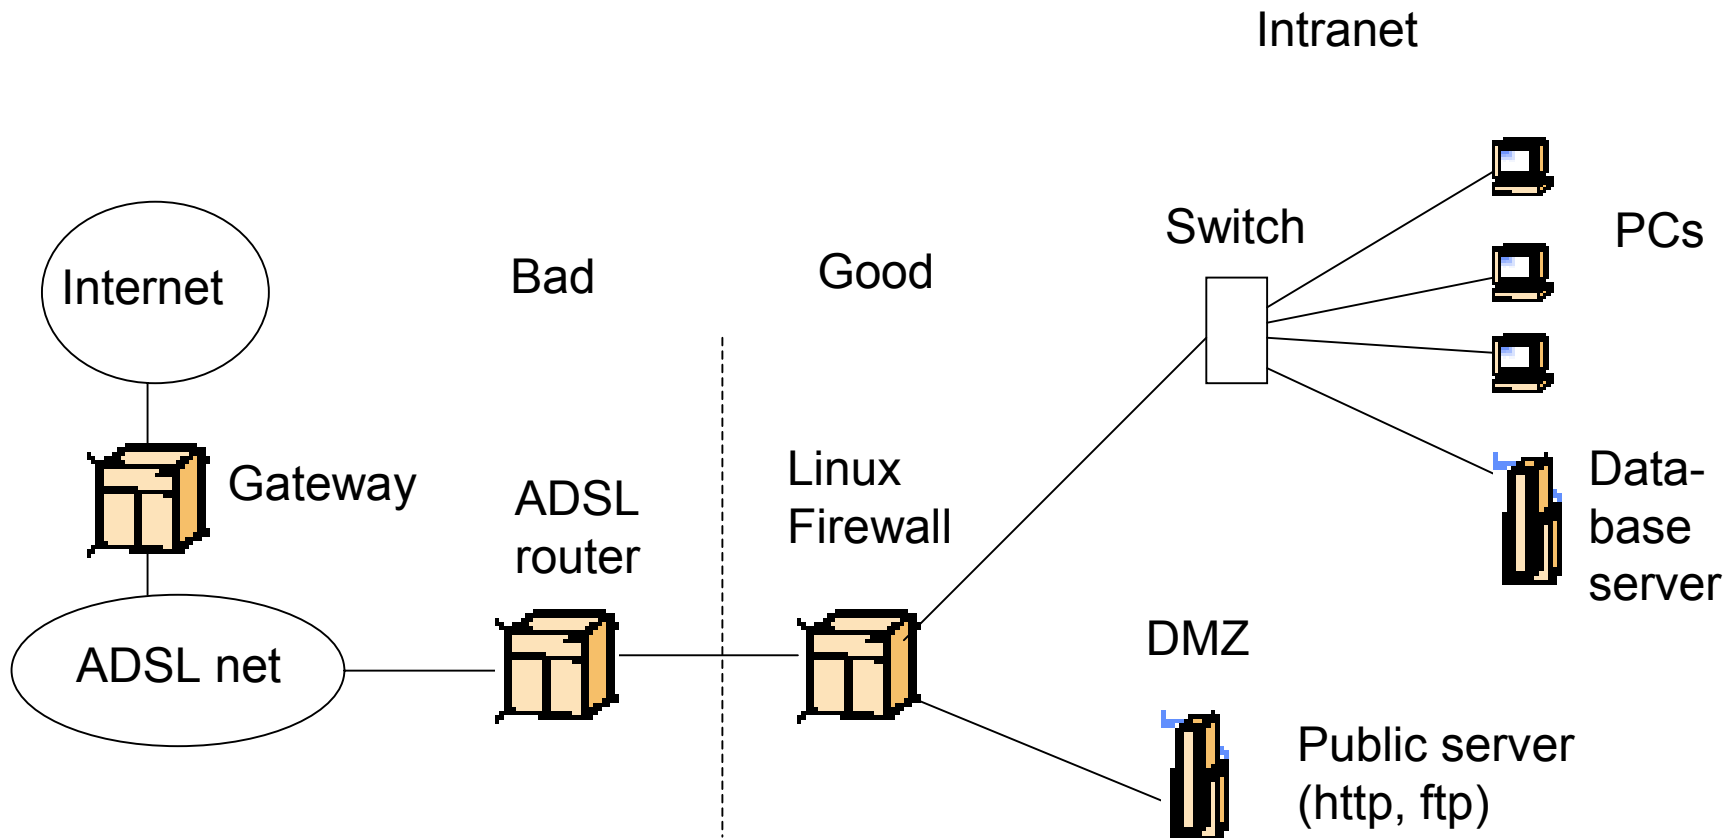 Intranet
Switch
PCs
Internet
Bad
Good
Gateway
ADSL
router
Linux
Firewall
Data-
base
server
ADSL net
DMZ
Public server
(http, ftp)